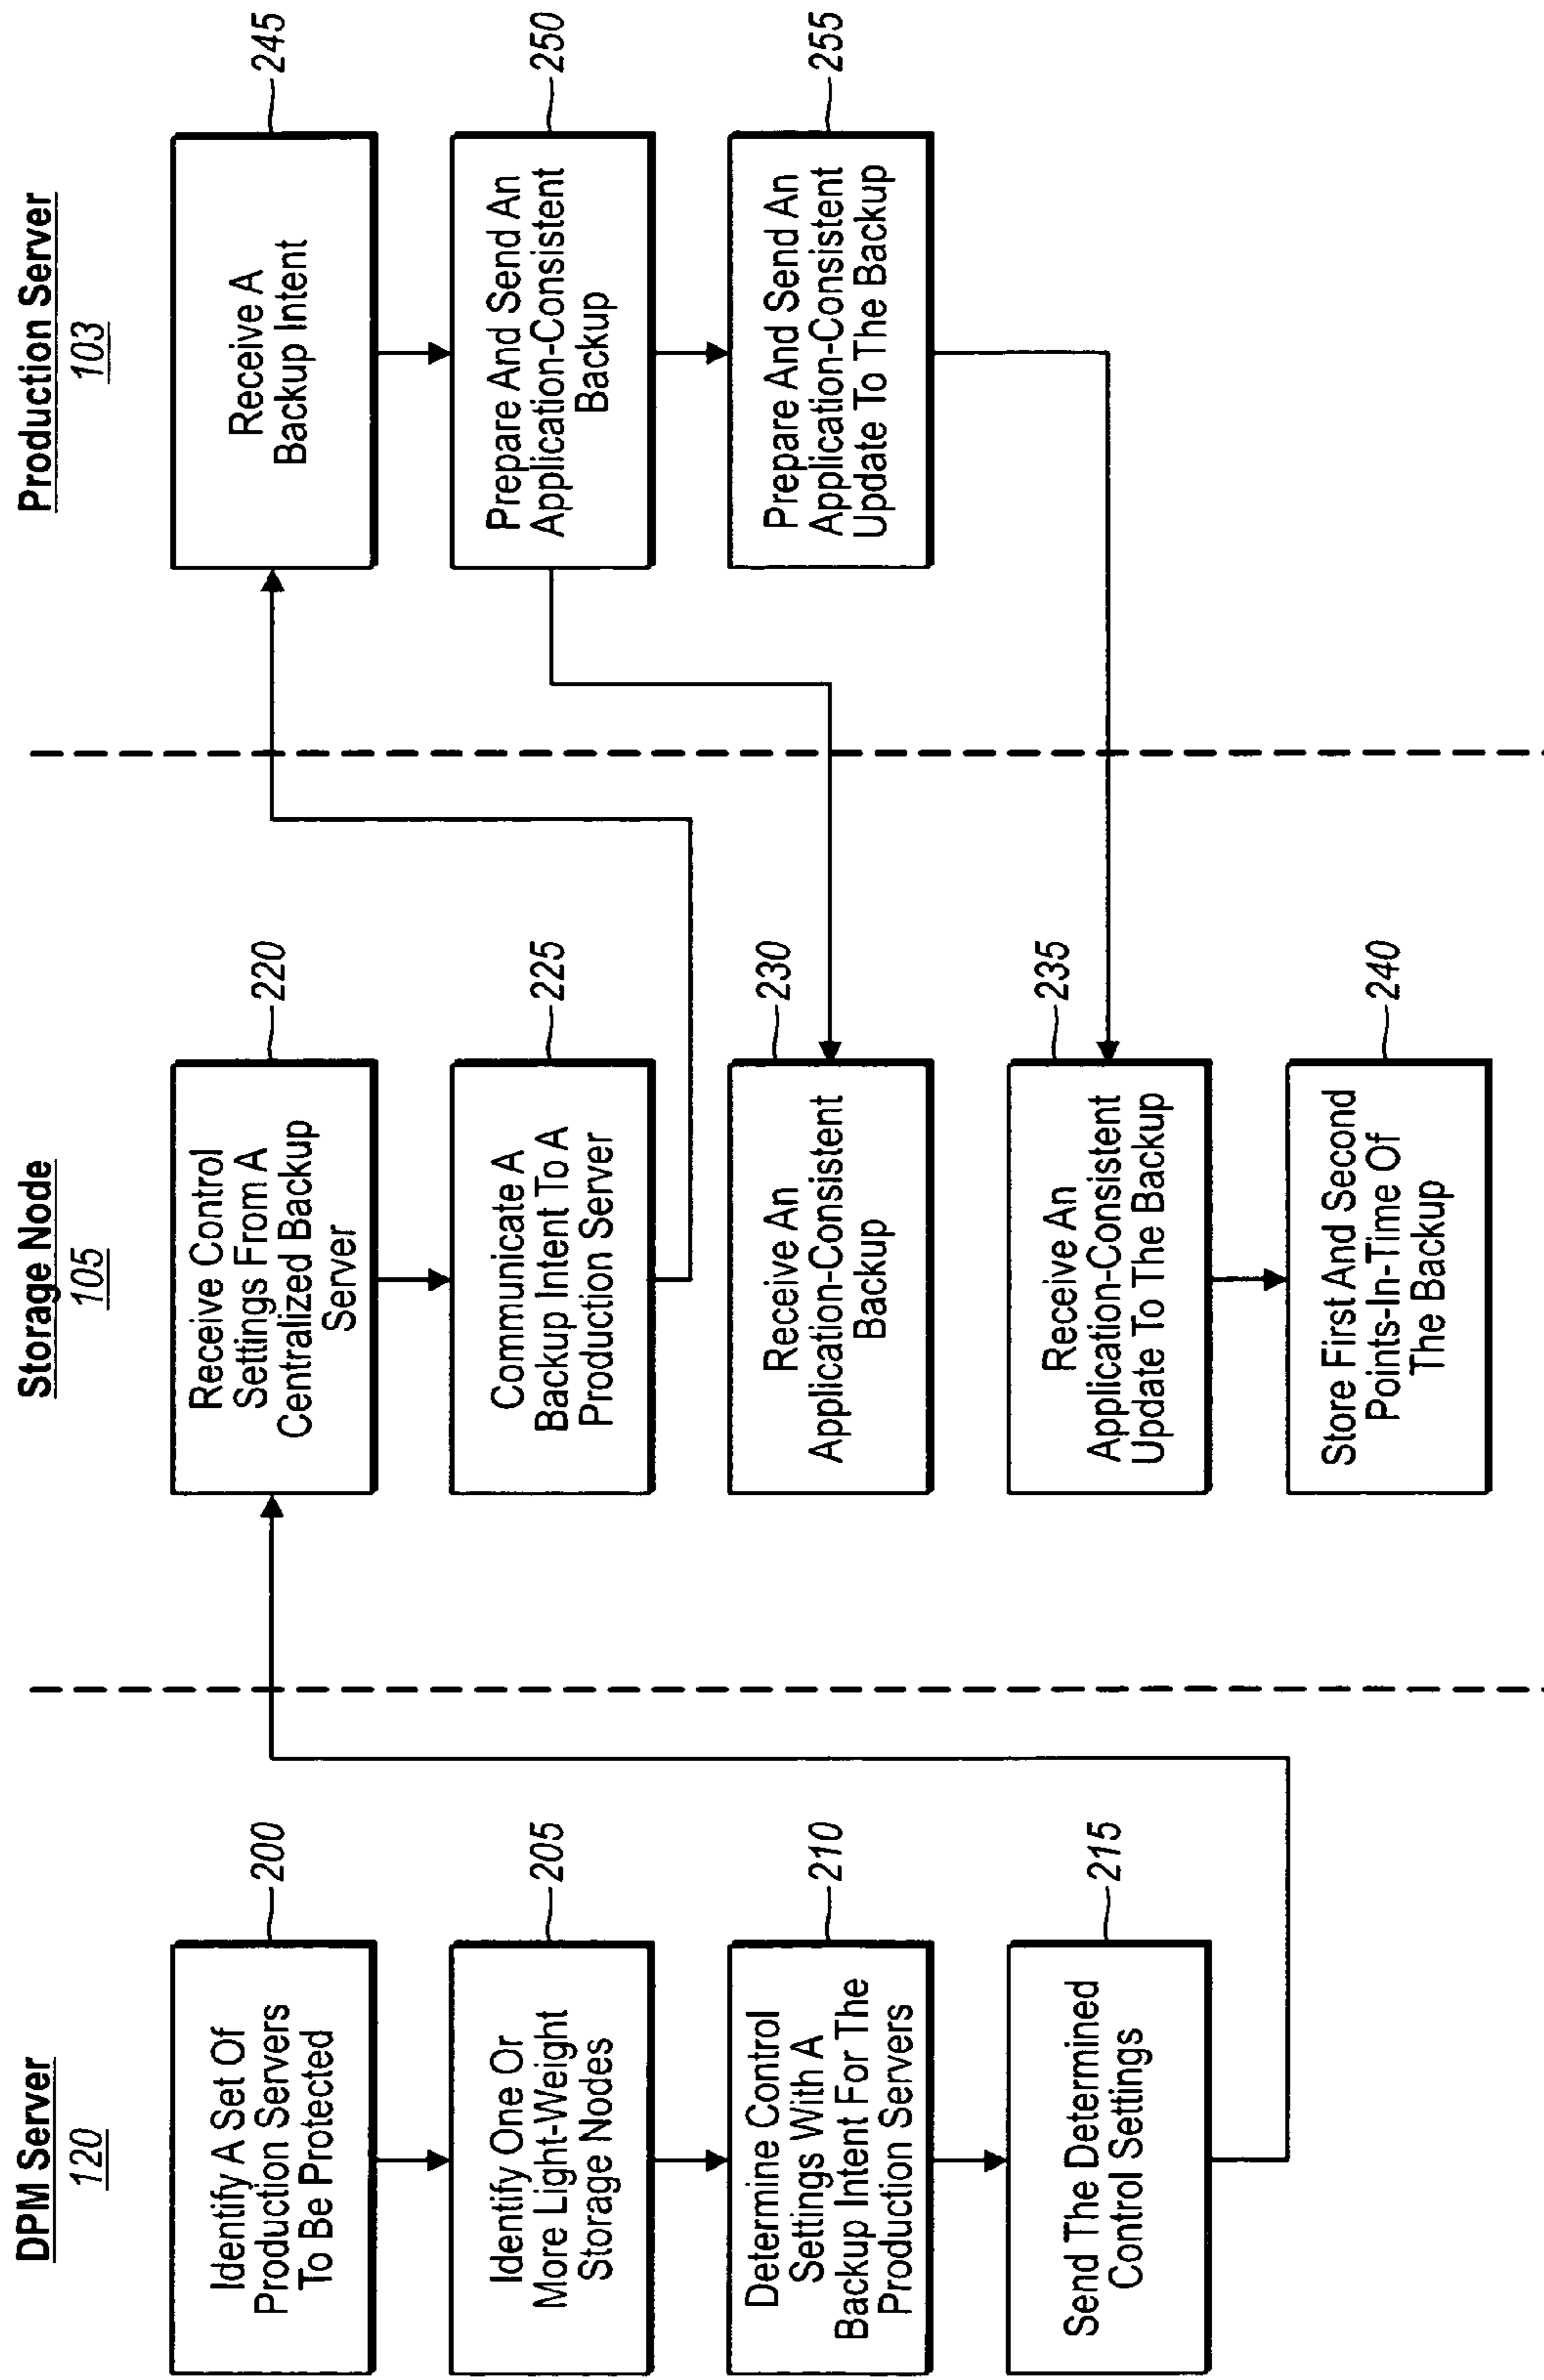 DPM Server
120
Identify A Set Of
Production Servers
To Be Protected
200
Identify One Or
More Light-Weight
Storage Nodes
205
Determine Control
Settings With A
Backup Intent For The
Production Servers
210
Send The Determined
Control Settings
215
Storage Node
105
Receive Control
Settings From A
Centralized Backup
Server
220
Communicate A
Backup Intent To A
Production Server
225
Receive An
Application-Consistent
Backup
230
Receive An
Application-Consistent
Update To The Backup
235
Store First And Second
Points-In-Time Of
The Backup
240
Production Server
103
Receive A
Backup Intent
245
Prepare And Send An
Application-Consistent
Backup
250
Prepare And Send An
Application-Consistent
Update To The Backup
255